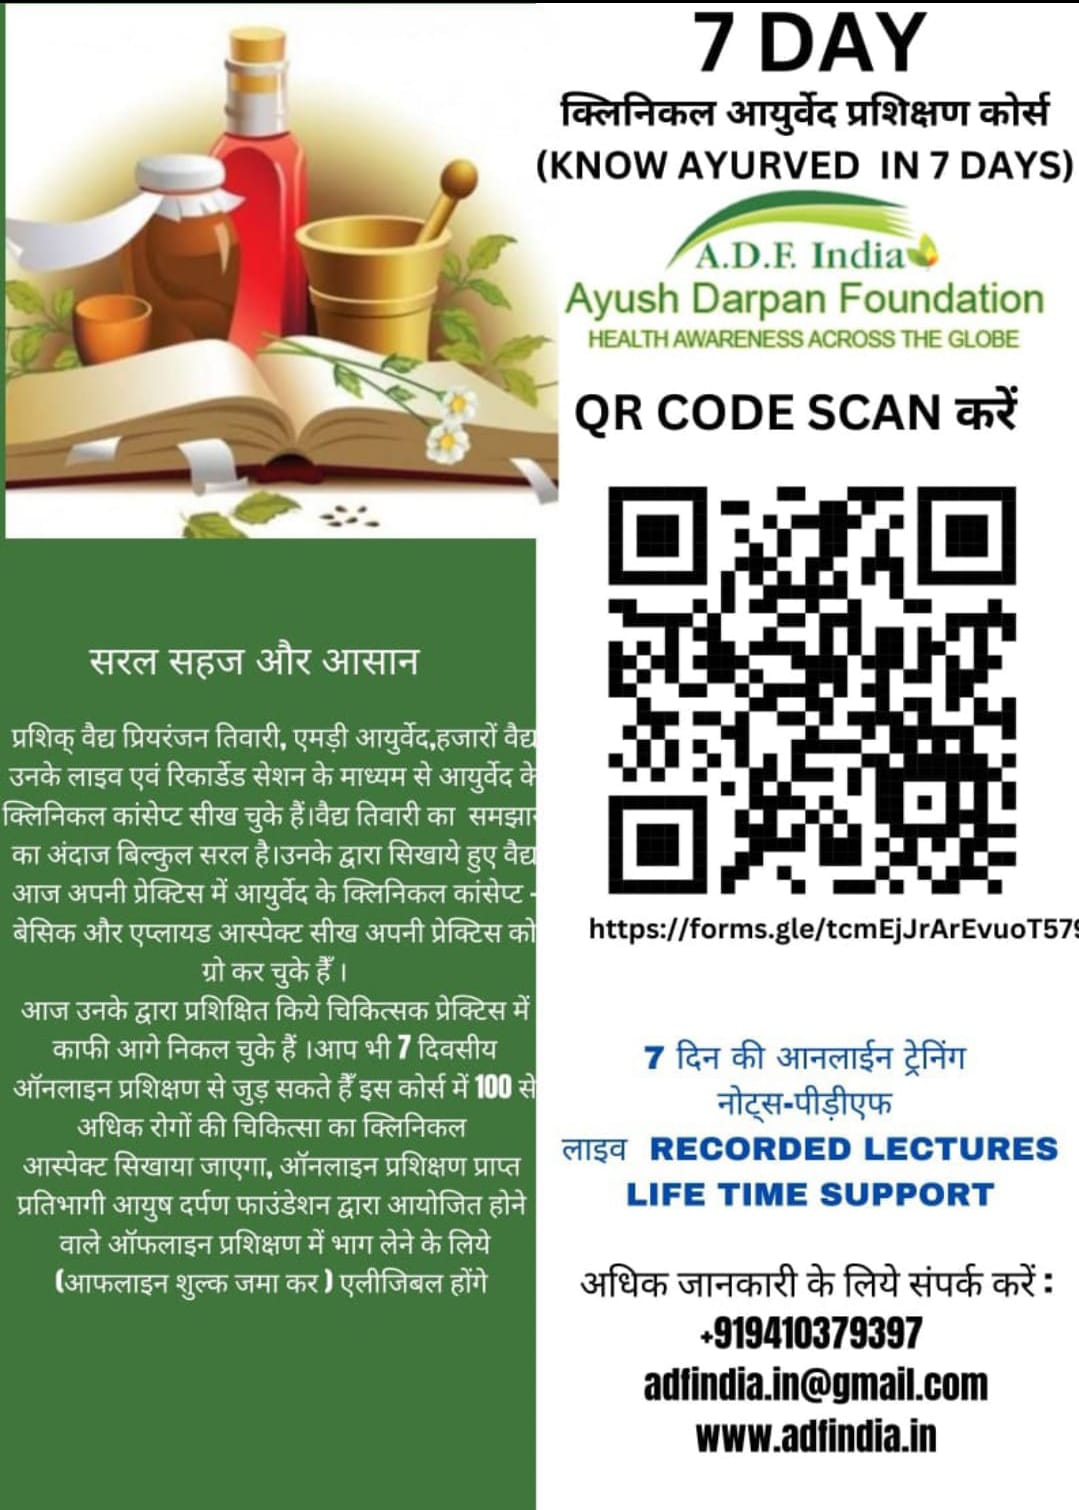 7 DAY
क्लिनिकल आयुर्वेद प्रशिक्षण कोर्स
(KNOW AYURVED IN 7 DAYS)
A.D.F. India
Ayush Darpan Foundation
HEALTH AWARENESS ACROSS THE GLOBE
QR CODE SCAN करें
https://forms.gle/tcmEjJrArEvuoT579
7 दिन की आनलाईन ट्रेनिंग
नोट्स-पीड़ीएफ
लाइव RECORDED LECTURES
LIFE TIME SUPPORT
अधिक जानकारी के लिये संपर्क करें :
+919410379397
adfindia.in@gmail.com
www.adfindia.in
सरल सहज और आसान
प्रशिक् वैद्य प्रियरंजन तिवारी, एमड़ी आयुर्वेद,हजारों वैद्य
उनके लाइव एवं रिकार्डेड सेशन के माध्यम से आयुर्वेद के
क्लिनिकल कांसेप्ट सीख चुके हैं।वैद्य तिवारी का
का अंदाज बिल्कुल सरल है।उनके द्वारा सिखाये हुए वैद्य
आज अपनी प्रेक्टिस में आयुर्वेद के क्लिनिकल कांसेप्ट -
बेसिक और एप्लायड आस्पेक्ट सीख अपनी प्रेक्टिस को
ग्रो कर चुके हैँ ।
आज उनके द्वारा प्रशिक्षित किये चिकित्सक प्रेक्टिस में
काफी आगे निकल चुके हैं ।आप भी 7 दिवसीय
ऑनलाइन प्रशिक्षण से जुड़ सकते हैँ इस कोर्स में 100 से
अधिक रोगों की चिकित्सा का क्लिनिकल
आस्पेक्ट सिखाया जाएगा, ऑनलाइन प्रशिक्षण प्राप्त
प्रतिभागी आयुष दर्पण फाउंडेशन द्वारा आयोजित होने
वाले ऑफलाइन प्रशिक्षण में भाग लेने के लिये
(आफलाइन शुल्क जमा कर ) एलीजिबल होंगे